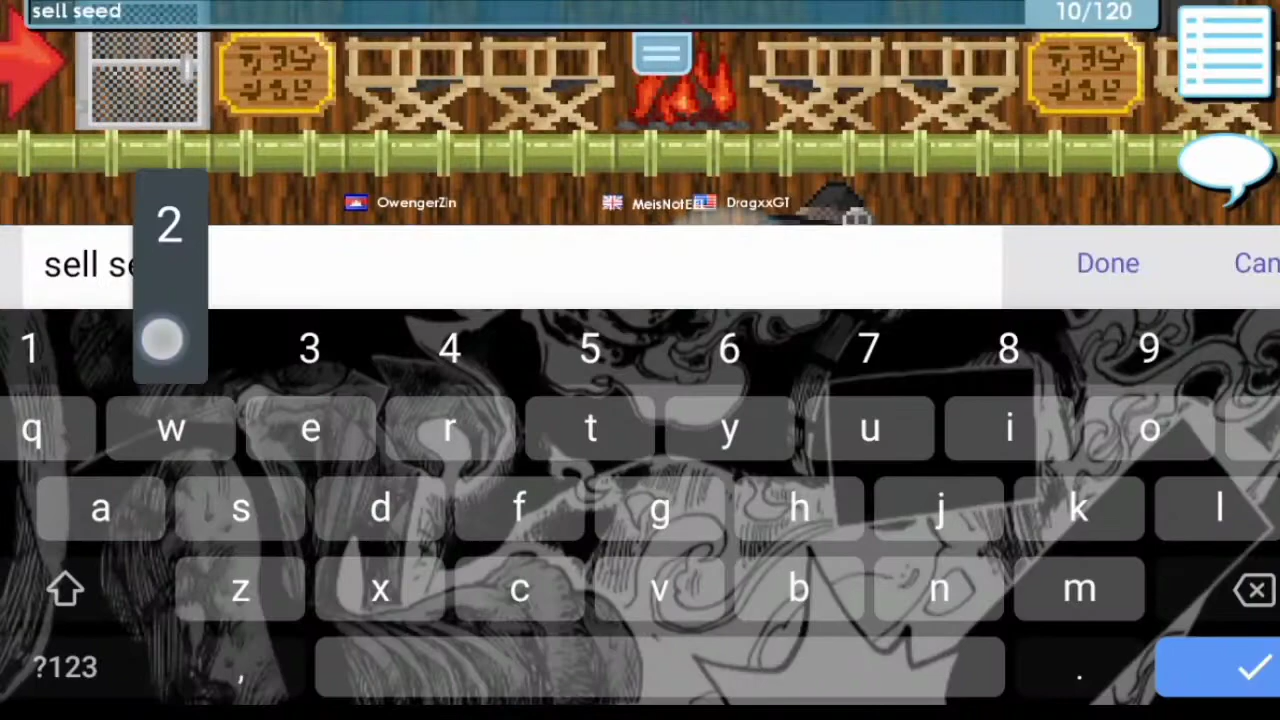 sell seed 10/120
OwengerZin MeisNotEE DragxxGT
sell se Done Can
2
1 3 4 5 6 7 8 9
q w e r t y u i o
a s d f g h j k l
z x c v b n m
?123 , .